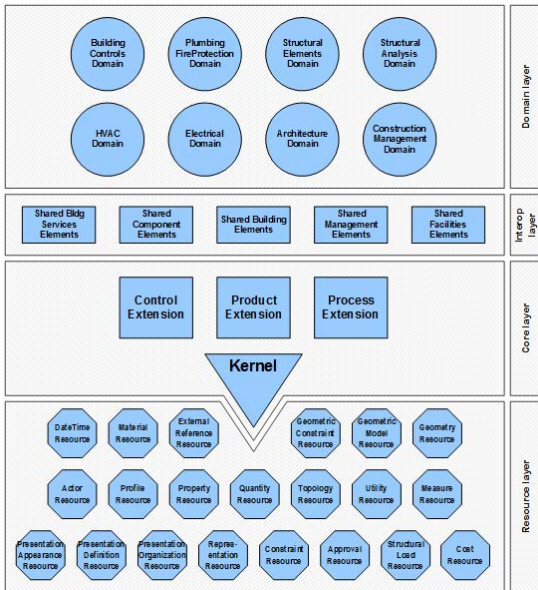 Building
Controls
Domain
Plumbing
FireProtection
Domain
Structural
Elements
Domain
Structural
Analysis
Domain
HVAC
Domain
Electrical
Domain
Architecture
Domain
Construction
Management
Domain
Domain layer
Shared Bldg
Services
Elements
Shared
Component
Elements
Shared Building
Elements
Shared
Management
Elements
Shared
Facilities
Elements
Interop
layer
Control
Extension
Product
Extension
Process
Extension
Kernel
Core layer
DateTime
Resource
Material
Resource
External
Reference
Resource
Geometric
Constraint
Resource
Geometric
Model
Resource
Geometry
Resource
Actor
Resource
Profile
Resource
Property
Resource
Quantity
Resource
Topology
Resource
Utility
Resource
Measure
Resource
Presentation
Appearance
Resource
Presentation
Definition
Resource
Presentation
Organization
Resource
Repre-
sentation
Resource
Constraint
Resource
Approval
Resource
Structural
Load
Resource
Cost
Resource
Resource layer